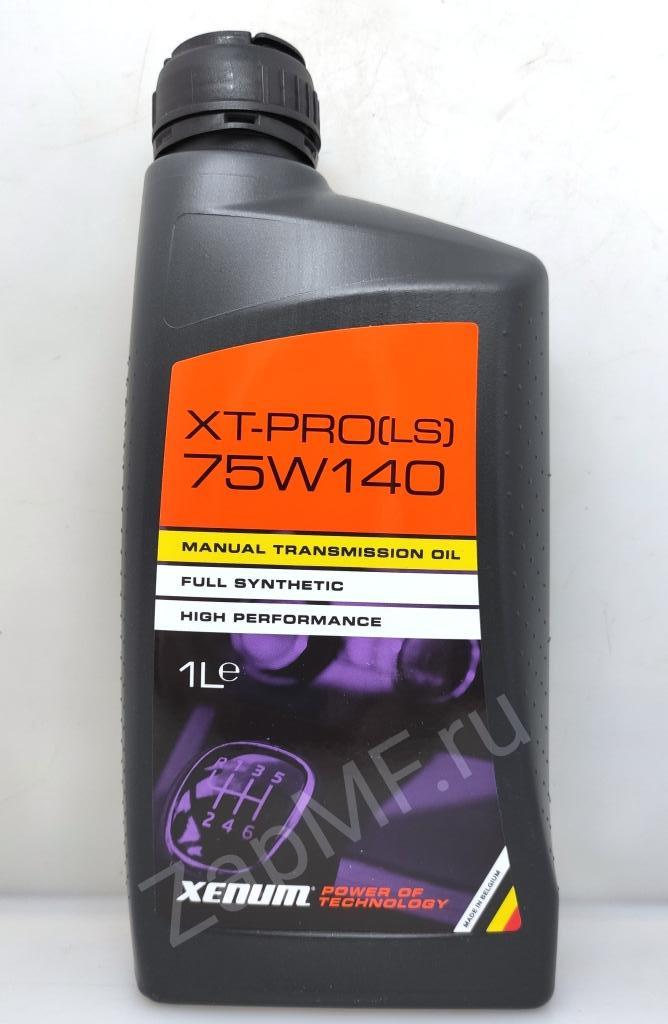 XT-PRO(LS)
75W140
MANUAL TRANSMISSION OIL
FULL SYNTHETIC
HIGH PERFORMANCE
1L℮
R 1 3 5
2 4 6
XENUM® POWER OF
TECHNOLOGY
MADE IN BELGIUM
ZapMF.ru